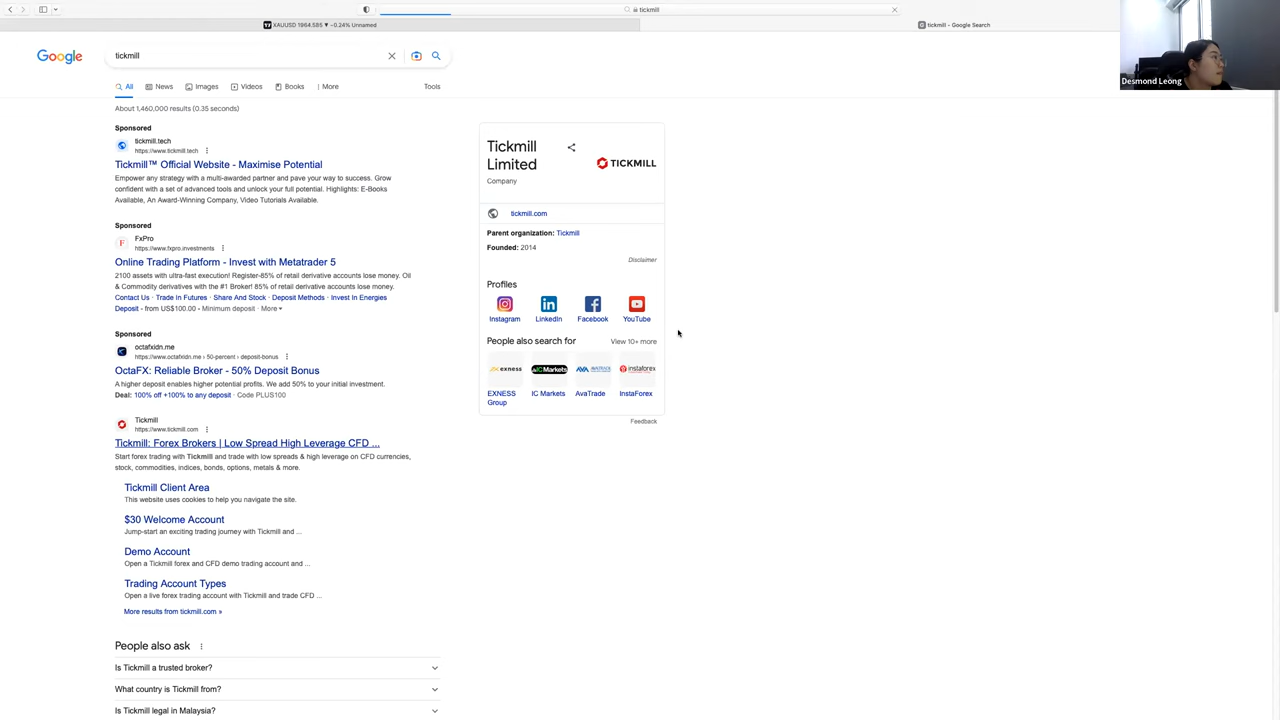 tickmill
XAUUSD 1964.585 ▼ −0.24% Unnamed
tickmill - Google Search
Desmond Leong
Google
tickmill
All
News
Images
Videos
Books
More
Tools
About 1,460,000 results (0.35 seconds)
Sponsored
tickmill.tech
https://www.tickmill.tech
Tickmill™ Official Website - Maximise Potential
Empower any strategy with a multi-awarded partner and pave your way to success. Grow
confident with a set of advanced tools and unlock your full potential. Highlights: E-Books
Available, An Award-Winning Company, Video Tutorials Available.
Sponsored
F
FxPro
https://www.fxpro.investments
Online Trading Platform - Invest with Metatrader 5
2100 assets with ultra-fast execution! Register-85% of retail derivative accounts lose money. Oil
& Commodity derivatives with the #1 Broker! 85% of retail derivative accounts lose money.
Contact Us · Trade In Futures · Share And Stock · Deposit Methods · Invest In Energies
Deposit - from US$100.00 - Minimum deposit · More
Sponsored
octafxidn.me
https://www.octafxidn.me › 50-percent › deposit-bonus
OctaFX: Reliable Broker - 50% Deposit Bonus
A higher deposit enables higher potential profits. We add 50% to your initial investment.
Deal: 100% off +100% to any deposit · Code PLUS100
Tickmill
https://www.tickmill.com
Tickmill: Forex Brokers | Low Spread High Leverage CFD ...
Start forex trading with Tickmill and trade with low spreads & high leverage on CFD currencies,
stock, commodities, indices, bonds, options, metals & more.
Tickmill Client Area
This website uses cookies to help you navigate the site.
$30 Welcome Account
Jump-start an exciting trading journey with Tickmill and ...
Demo Account
Open a Tickmill forex and CFD demo trading account and ...
Trading Account Types
Open a live forex trading account with Tickmill and trade CFD ...
More results from tickmill.com »
People also ask
Is Tickmill a trusted broker?
What country is Tickmill from?
Is Tickmill legal in Malaysia?
Tickmill
Limited
TICKMILL
Company
tickmill.com
Parent organization: Tickmill
Founded: 2014
Disclaimer
Profiles
Instagram
LinkedIn
Facebook
YouTube
People also search for
View 10+ more
exness
IC Markets
AVATRADE
instaforex
EXNESS
Group
IC Markets
AvaTrade
InstaForex
Feedback